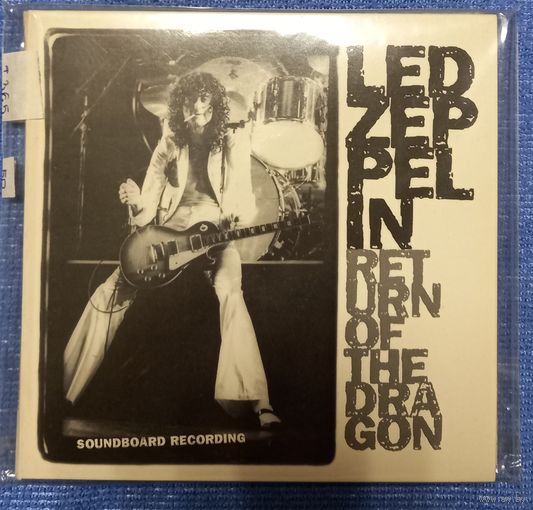 LED
ZEP
PEL
IN
RET
URN
OF
THE
DRA
GON
SOUNDBOARD RECORDING